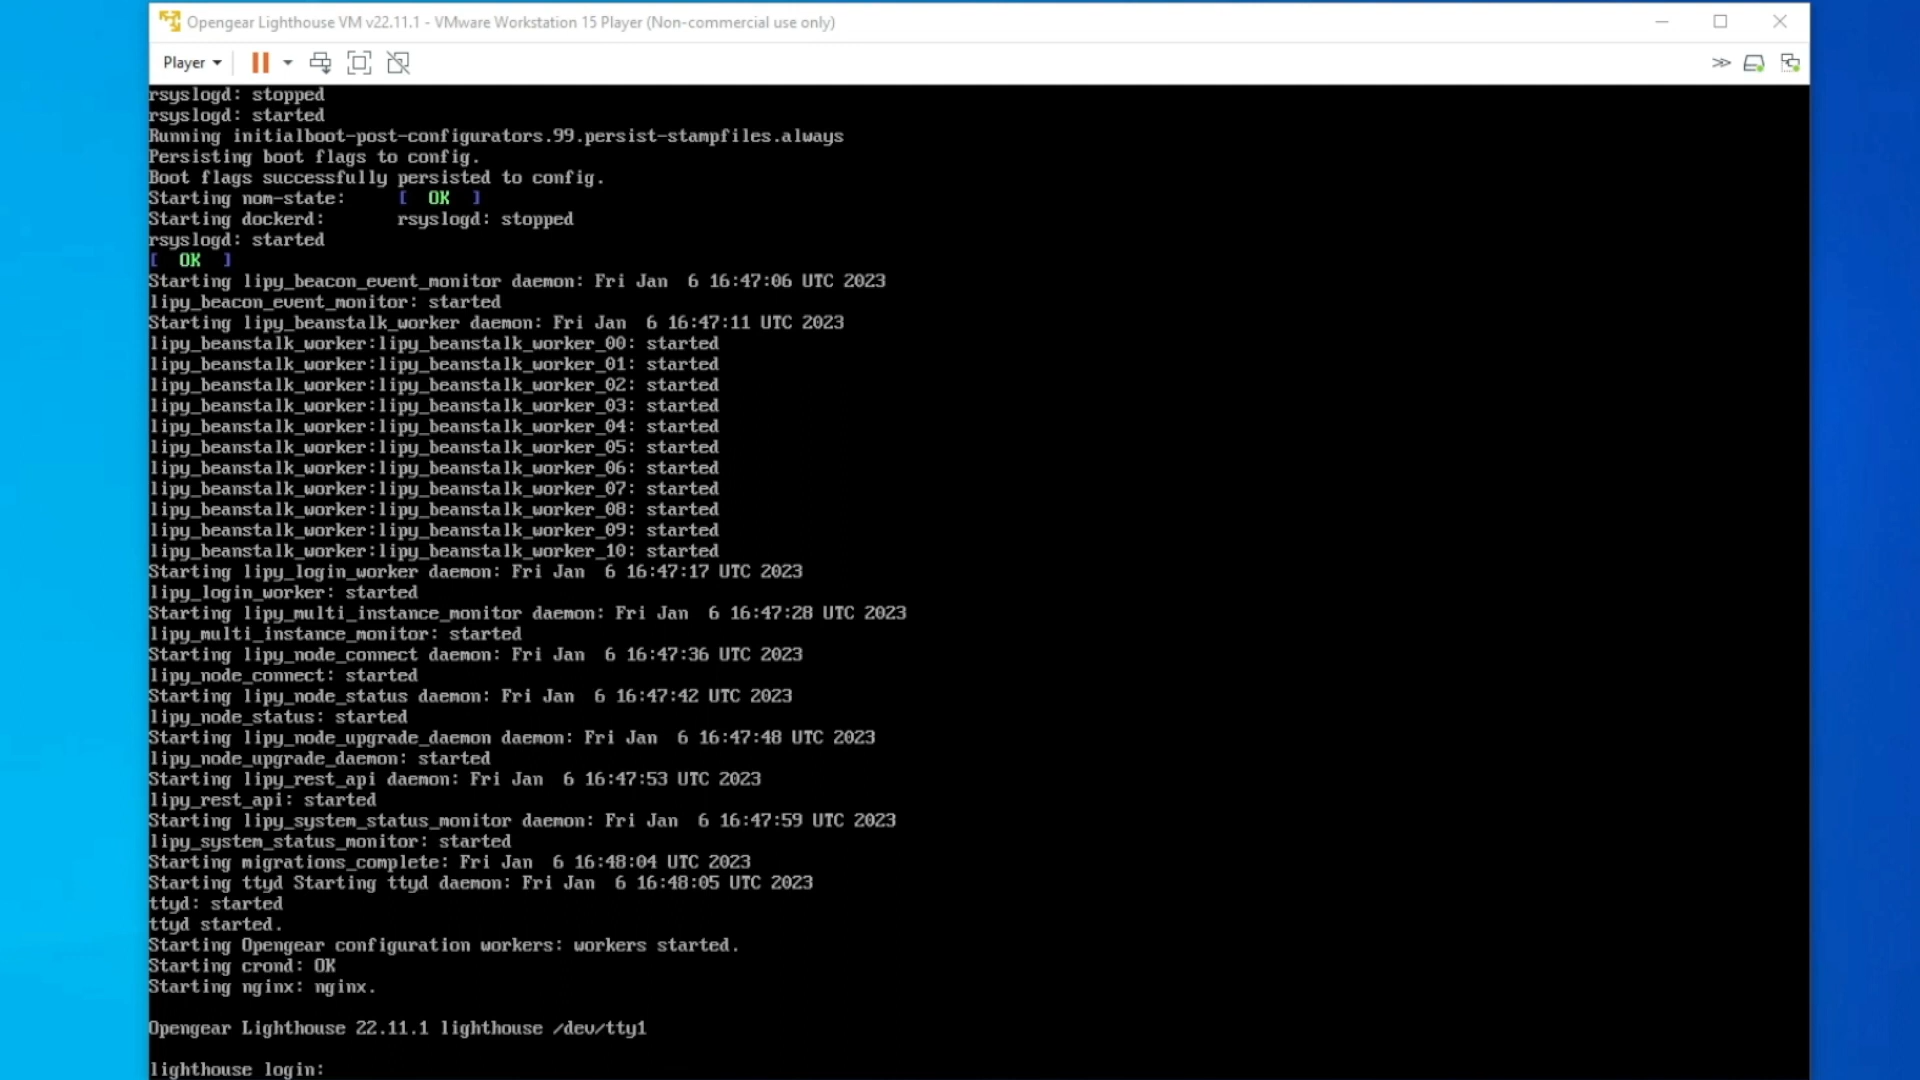 Opengear Lighthouse VM v22.11.1 - VMware Workstation 15 Player (Non-commercial use only)
Player
rsyslogd: stopped
rsyslogd: started
Running initialboot-post-configurators.99.persist-stampfiles.always
Persisting boot flags to config.
Boot flags successfully persisted to config.
Starting nom-state: [ OK ]
Starting dockerd: rsyslogd: stopped
rsyslogd: started
[ OK ]
Starting lipy_beacon_event_monitor daemon: Fri Jan  6 16:47:06 UTC 2023
lipy_beacon_event_monitor: started
Starting lipy_beanstalk_worker daemon: Fri Jan  6 16:47:11 UTC 2023
lipy_beanstalk_worker:lipy_beanstalk_worker_00: started
lipy_beanstalk_worker:lipy_beanstalk_worker_01: started
lipy_beanstalk_worker:lipy_beanstalk_worker_02: started
lipy_beanstalk_worker:lipy_beanstalk_worker_03: started
lipy_beanstalk_worker:lipy_beanstalk_worker_04: started
lipy_beanstalk_worker:lipy_beanstalk_worker_05: started
lipy_beanstalk_worker:lipy_beanstalk_worker_06: started
lipy_beanstalk_worker:lipy_beanstalk_worker_07: started
lipy_beanstalk_worker:lipy_beanstalk_worker_08: started
lipy_beanstalk_worker:lipy_beanstalk_worker_09: started
lipy_beanstalk_worker:lipy_beanstalk_worker_10: started
Starting lipy_login_worker daemon: Fri Jan  6 16:47:17 UTC 2023
lipy_login_worker: started
Starting lipy_multi_instance_monitor daemon: Fri Jan  6 16:47:28 UTC 2023
lipy_multi_instance_monitor: started
Starting lipy_node_connect daemon: Fri Jan  6 16:47:36 UTC 2023
lipy_node_connect: started
Starting lipy_node_status daemon: Fri Jan  6 16:47:42 UTC 2023
lipy_node_status: started
Starting lipy_node_upgrade_daemon daemon: Fri Jan  6 16:47:48 UTC 2023
lipy_node_upgrade_daemon: started
Starting lipy_rest_api daemon: Fri Jan  6 16:47:53 UTC 2023
lipy_rest_api: started
Starting lipy_system_status_monitor daemon: Fri Jan  6 16:47:59 UTC 2023
lipy_system_status_monitor: started
Starting migrations_complete: Fri Jan  6 16:48:04 UTC 2023
Starting ttyd Starting ttyd daemon: Fri Jan  6 16:48:05 UTC 2023
ttyd: started
ttyd started.
Starting Opengear configuration workers: workers started.
Starting crond: OK
Starting nginx: nginx.
Opengear Lighthouse 22.11.1 lighthouse /dev/tty1
lighthouse login: